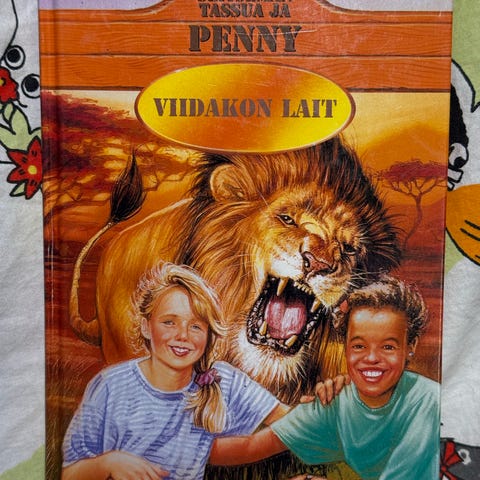 TASSUA JA
PENNY
VIIDAKON LAIT